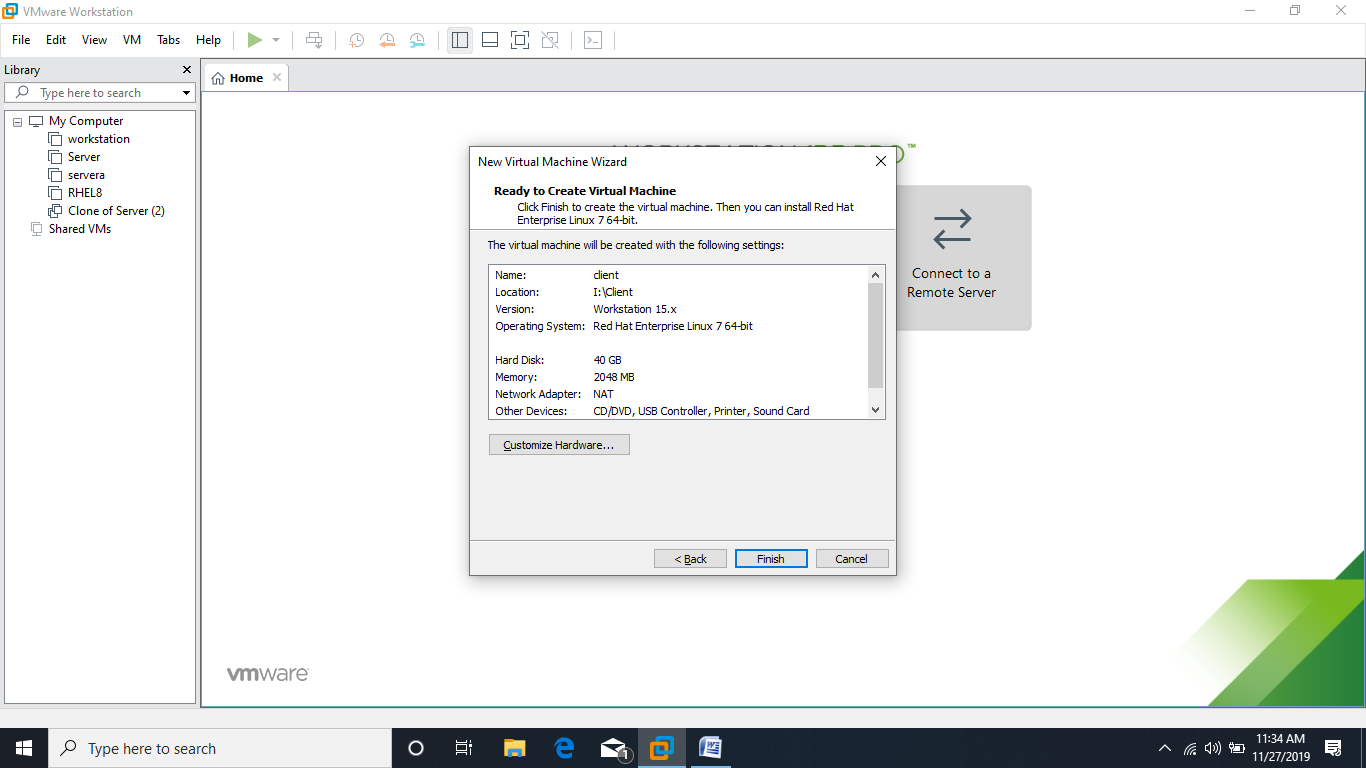 VMware Workstation
File Edit View VM Tabs Help
Library
Type here to search
My Computer
workstation
Server
servera
RHEL8
Clone of Server (2)
Shared VMs
Home
™
New Virtual Machine Wizard
Ready to Create Virtual Machine
Click Finish to create the virtual machine. Then you can install Red Hat
Enterprise Linux 7 64-bit.
The virtual machine will be created with the following settings:
Name: client
Location: I:\Client
Version: Workstation 15.x
Operating System: Red Hat Enterprise Linux 7 64-bit
Hard Disk: 40 GB
Memory: 2048 MB
Network Adapter: NAT
Other Devices: CD/DVD, USB Controller, Printer, Sound Card
Customize Hardware...
< Back Finish Cancel
Connect to a
Remote Server
vmware
Type here to search
1
11:34 AM
11/27/2019